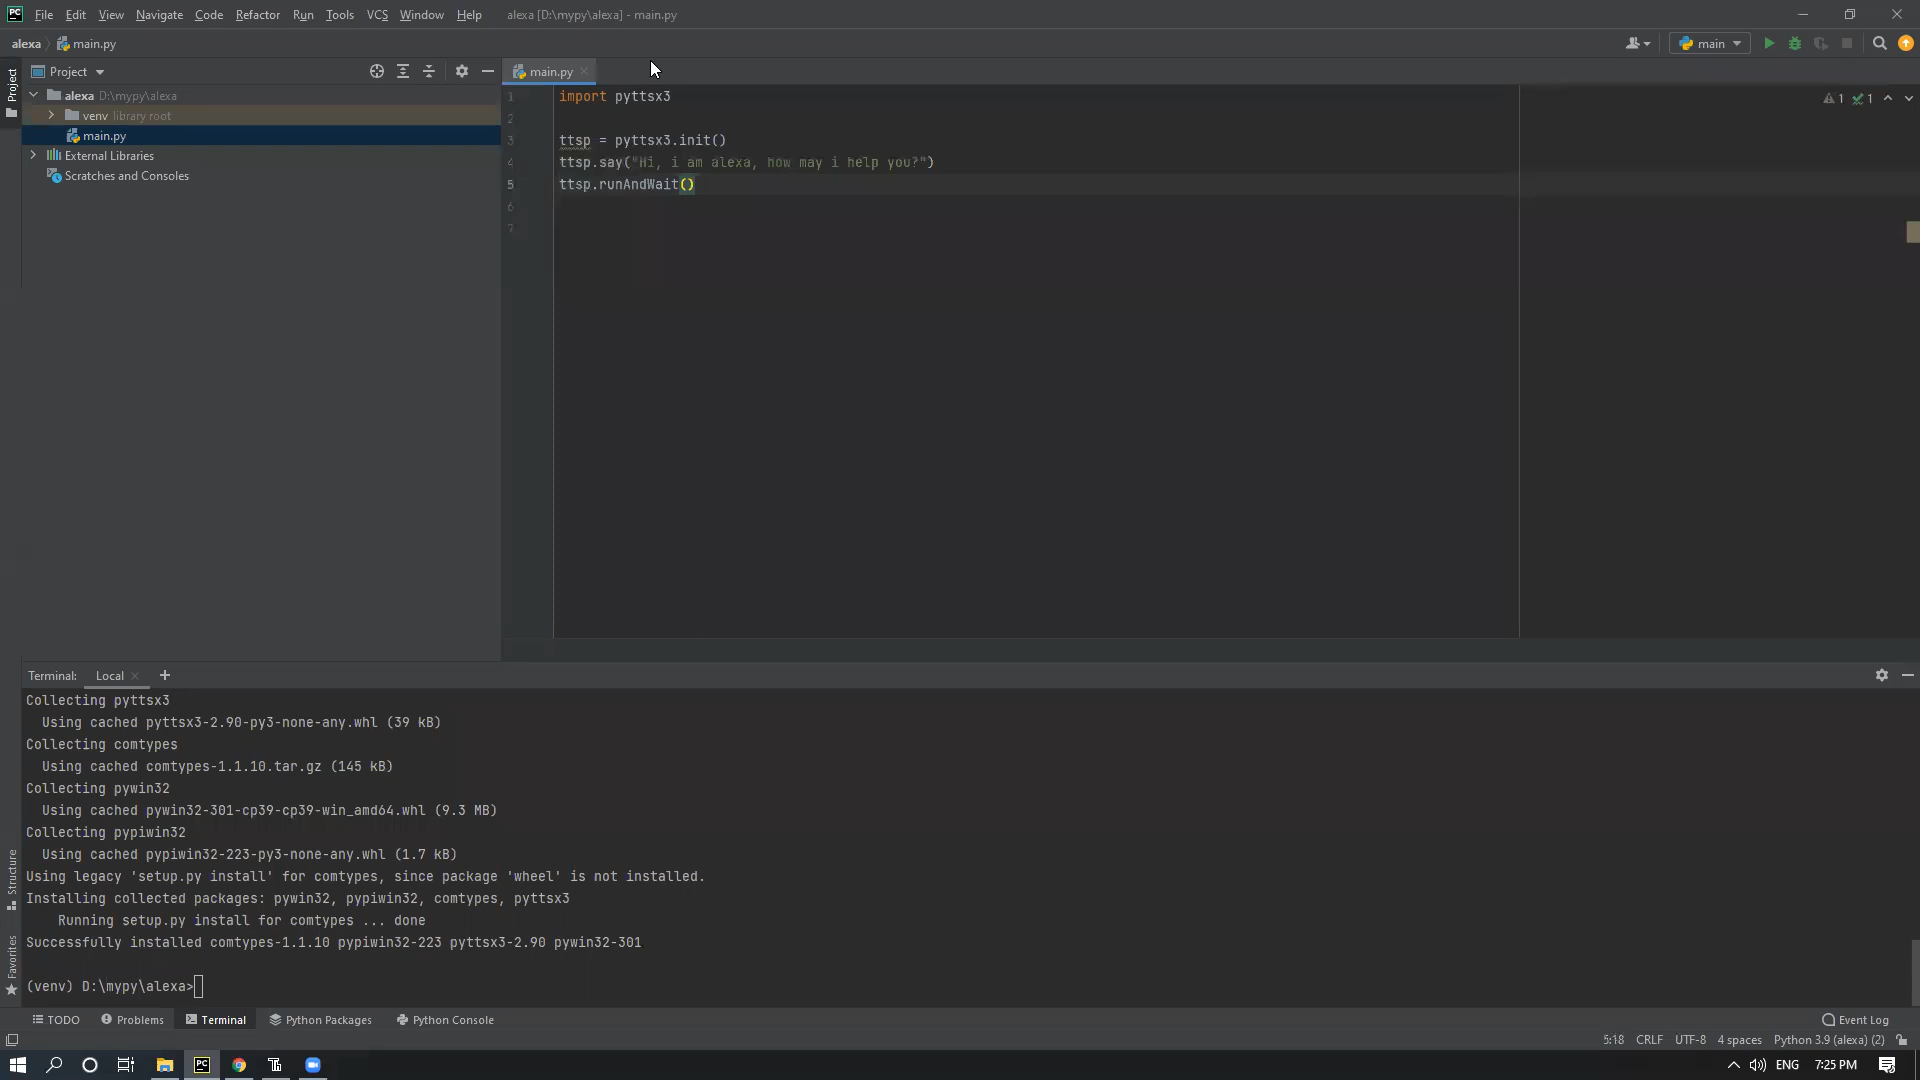 PC File Edit View Navigate Code Refactor Run Tools VCS Window Help alexa [D:\mypy\alexa] - main.py
alexa main.py main
Project main.py
Project
alexa D:\mypy\alexa
venv library root
main.py
External Libraries
Scratches and Consoles
1 import pyttsx3
2
3 ttsp = pyttsx3.init()
4 ttsp.say("Hi, i am alexa, how may i help you?")
5 ttsp.runAndWait()
6
7
1 1
Terminal: Local
Collecting pyttsx3
Using cached pyttsx3-2.90-py3-none-any.whl (39 kB)
Collecting comtypes
Using cached comtypes-1.1.10.tar.gz (145 kB)
Collecting pywin32
Using cached pywin32-301-cp39-cp39-win_amd64.whl (9.3 MB)
Collecting pypiwin32
Using cached pypiwin32-223-py3-none-any.whl (1.7 kB)
Using legacy 'setup.py install' for comtypes, since package 'wheel' is not installed.
Installing collected packages: pywin32, pypiwin32, comtypes, pyttsx3
Running setup.py install for comtypes ... done
Successfully installed comtypes-1.1.10 pypiwin32-223 pyttsx3-2.90 pywin32-301
(venv) D:\mypy\alexa>
Structure
Favorites
TODO Problems Terminal Python Packages Python Console Event Log
5:18 CRLF UTF-8 4 spaces Python 3.9 (alexa) (2)
PC ENG 7:25 PM